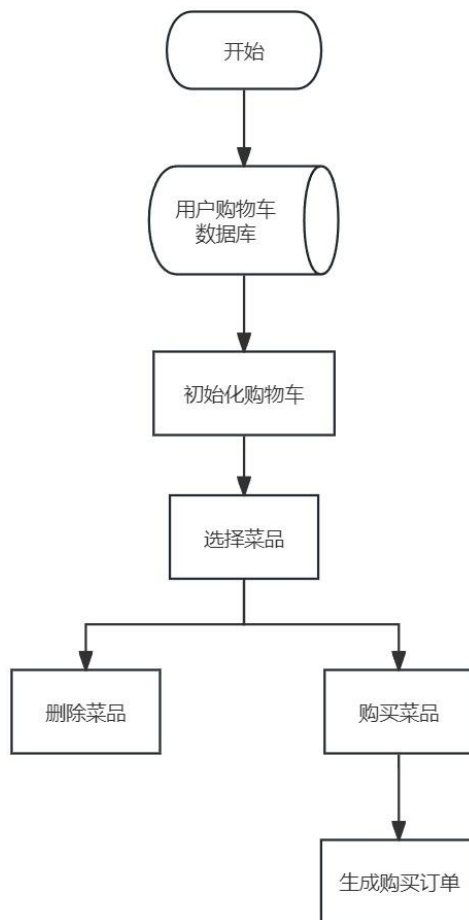 开始
用户购物车
数据库
初始化购物车
选择菜品
删除菜品
购买菜品
生成购买订单